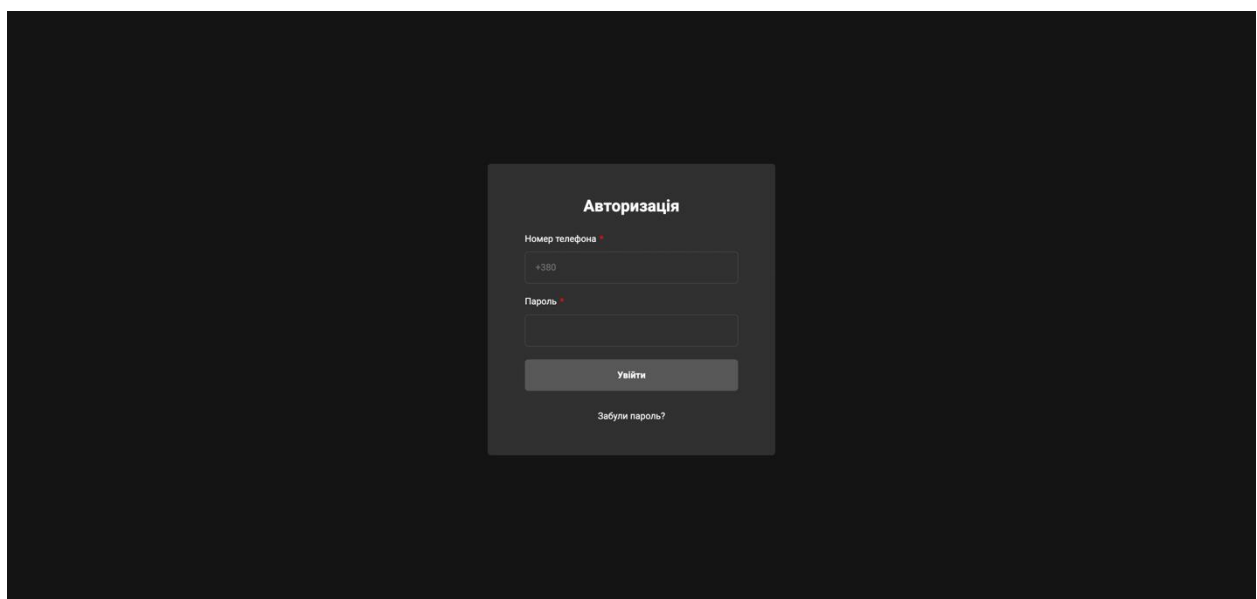 Авторизація
Номер телефона *
+380
Пароль *
Увійти
Забули пароль?